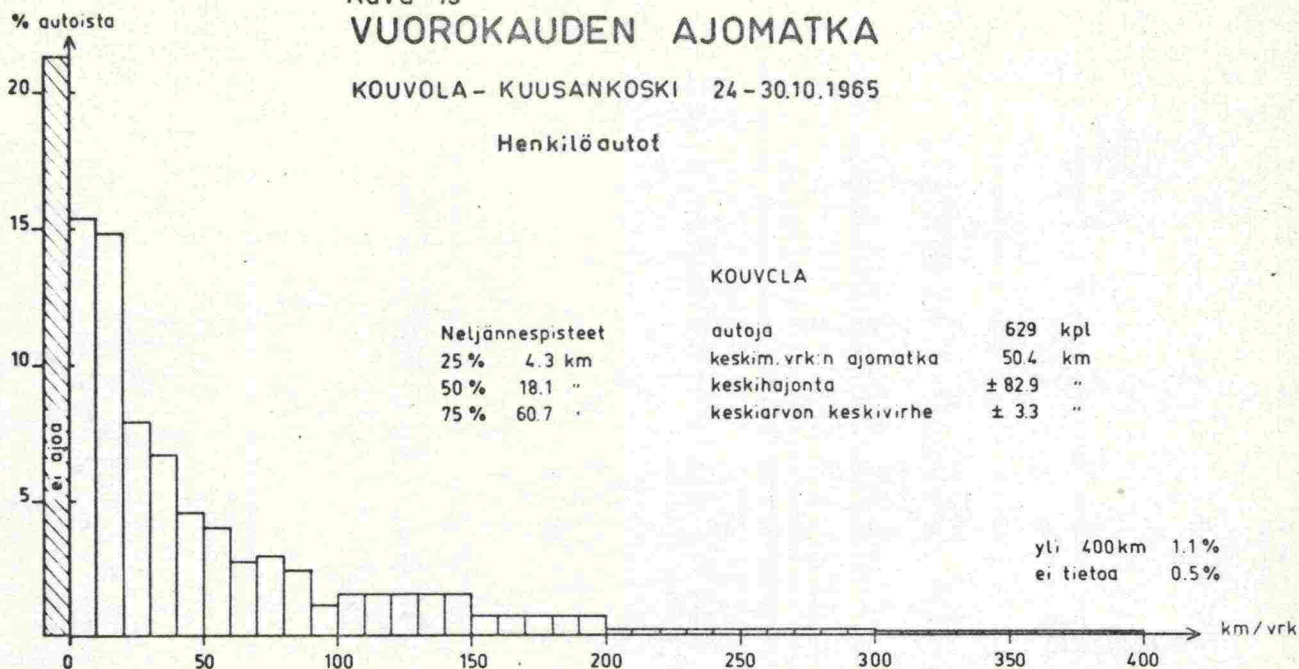 % autoista
VUOROKAUDEN AJOMATKA
KOUVOLA - KUUSANKOSKI 24-30.10.1965
Henkilöautot
20
15
10
5
ei ajoa
Neljännespisteet
25 % 4.3 km
50 % 18.1 "
75 % 60.7 "
KOUVOLA
autoja 629 kpl
keskim. vrk:n ajomatka 50.4 km
keskihajonta ± 82.9 "
keskiarvon keskivirhe ± 3.3 "
yli 400 km 1.1 %
ei tietoa 0.5 %
0 50 100 150 200 250 300 350 400 km/vrk